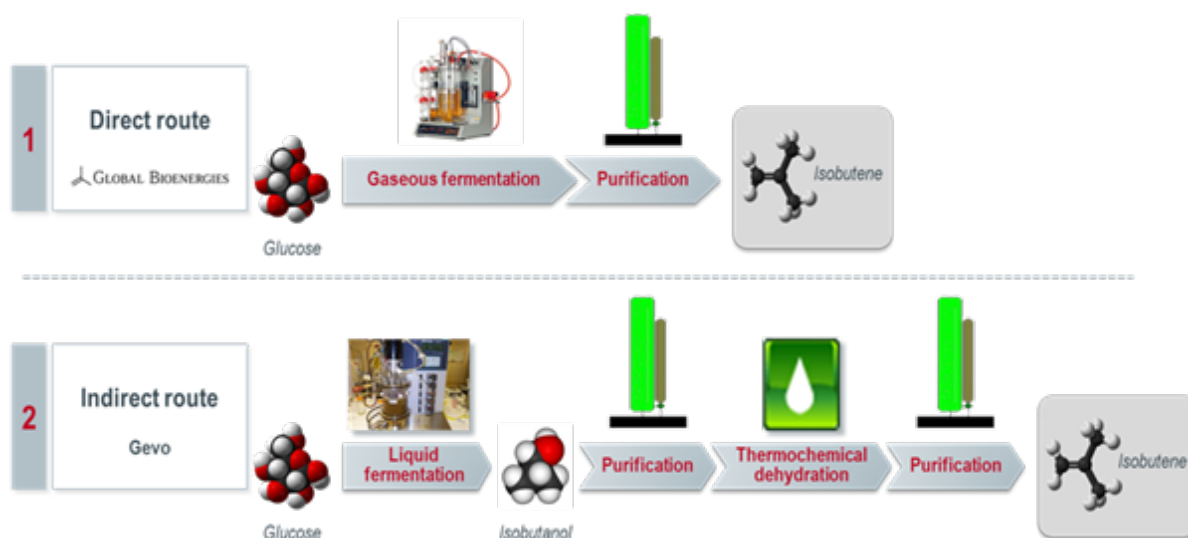 1
Direct route
GLOBAL BIOENERGIES
Glucose
Gaseous fermentation
Purification
Isobutene
2
Indirect route
Gevo
Glucose
Liquid
fermentation
Isobutanol
Purification
Thermochemical
dehydration
Purification
Isobutene